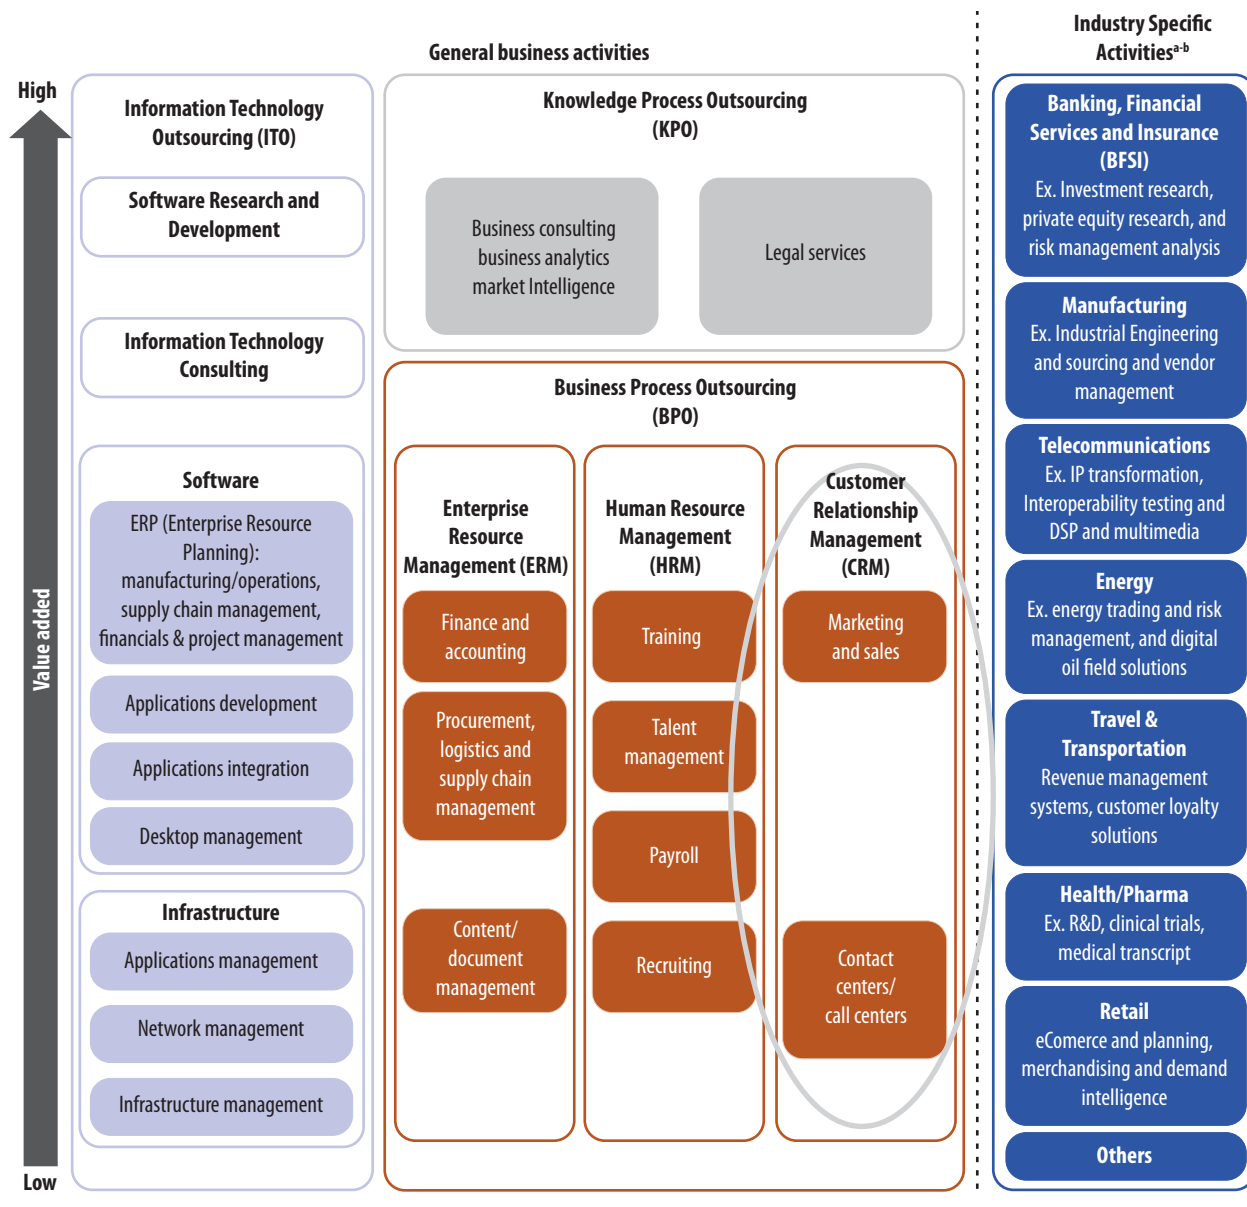 General business activities
Industry Specific
Activitiesa-b
High
Value added
Low
Information Technology
Outsourcing (ITO)
Software Research and
Development
Information Technology
Consulting
Software
ERP (Enterprise Resource
Planning):
manufacturing/operations,
supply chain management,
financials & project management
Applications development
Applications integration
Desktop management
Infrastructure
Applications management
Network management
Infrastructure management
Knowledge Process Outsourcing
(KPO)
Business consulting
business analytics
market Intelligence
Legal services
Business Process Outsourcing
(BPO)
Enterprise
Resource
Management (ERM)
Finance and
accounting
Procurement,
logistics and
supply chain
management
Content/
document
management
Human Resource
Management
(HRM)
Training
Talent
management
Payroll
Recruiting
Customer
Relationship
Management
(CRM)
Marketing
and sales
Contact
centers/
call centers
Banking, Financial
Services and Insurance
(BFSI)
Ex. Investment research,
private equity research, and
risk management analysis
Manufacturing
Ex. Industrial Engineering
and sourcing and vendor
management
Telecommunications
Ex. IP transformation,
Interoperability testing and
DSP and multimedia
Energy
Ex. energy trading and risk
management, and digital
oil field solutions
Travel &
Transportation
Revenue management
systems, customer loyalty
solutions
Health/Pharma
Ex. R&D, clinical trials,
medical transcript
Retail
eComerce and planning,
merchandising and demand
intelligence
Others